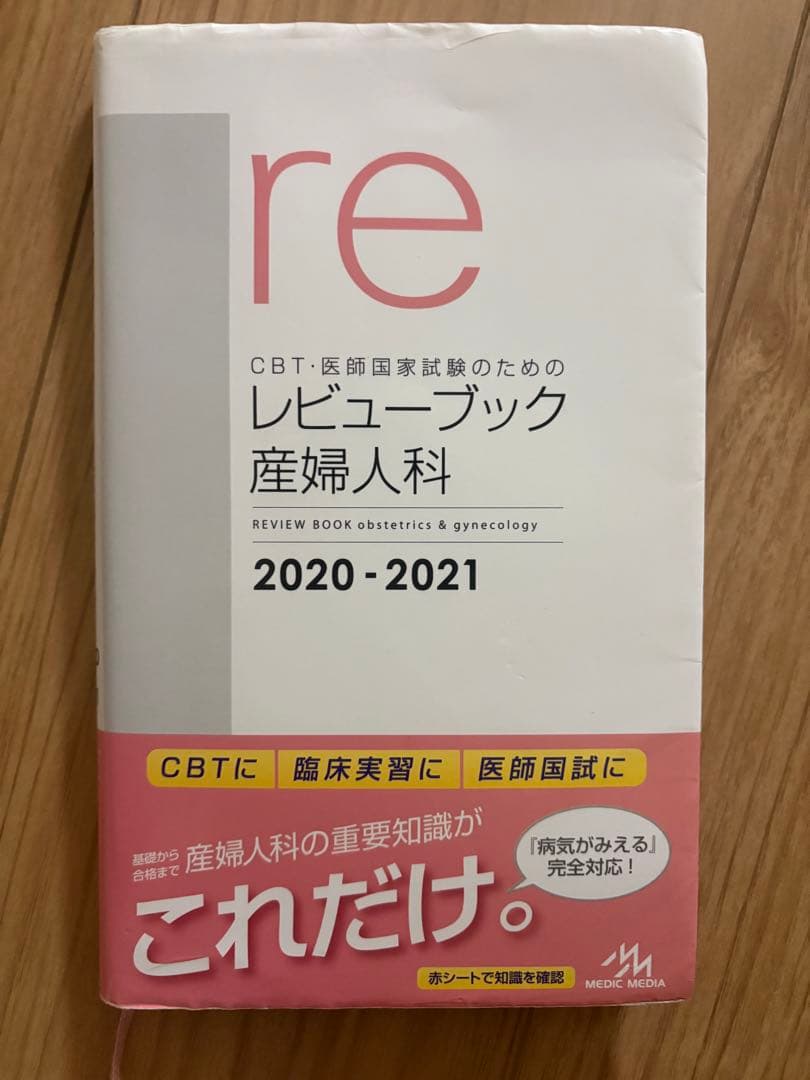 re
CBT・医師国家試験のための
レビューブック
産婦人科
REVIEW BOOK obstetrics & gynecology
2020 - 2021
CBTに 臨床実習に 医師国試に
基礎から
合格まで
産婦人科の重要知識が
これだけ。
『病気がみえる』
完全対応！
赤シートで知識を確認
MEDIC MEDIA